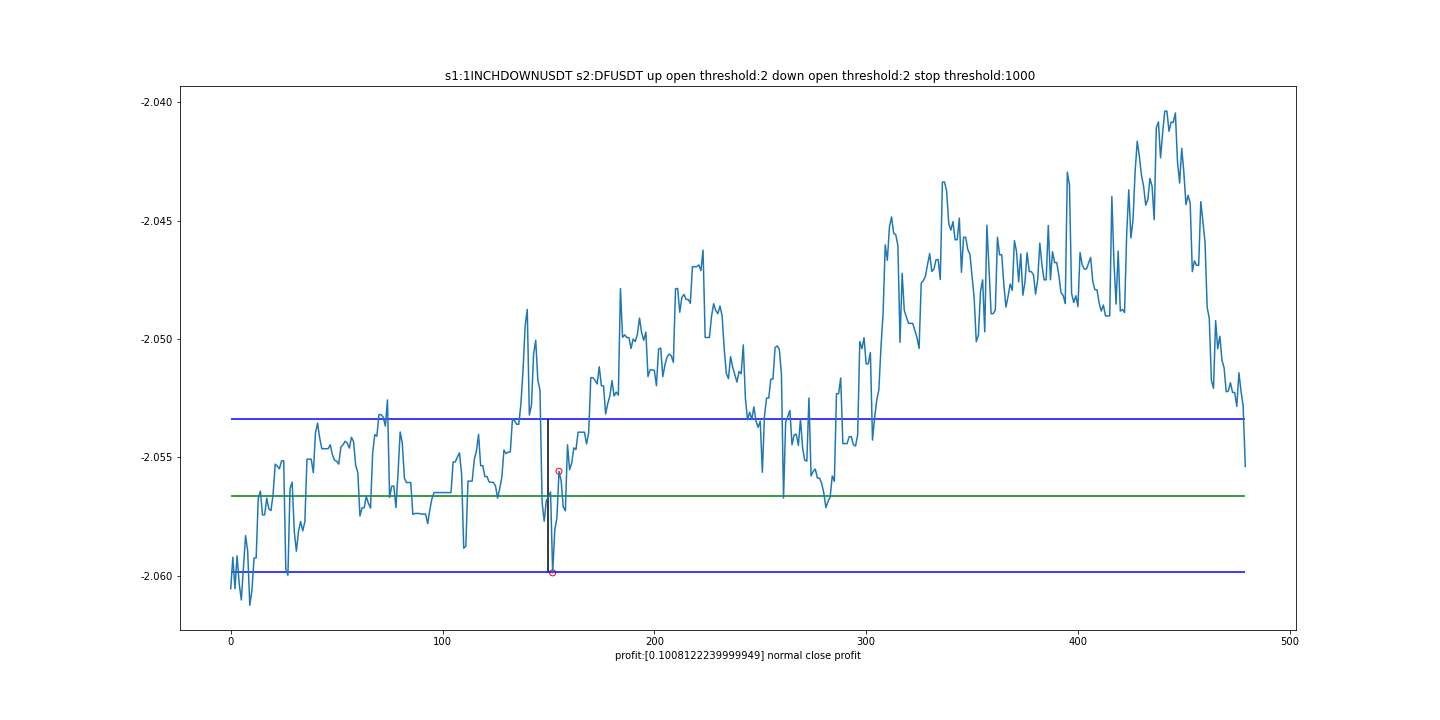 s1:1INCHDOWNUSDT s2:DFUSDT up open threshold:2 down open threshold:2 stop threshold:1000
-2.040
-2.045
-2.050
-2.055
-2.060
0 100 200 300 400 500
profit:[0.1008122239999949] normal close profit